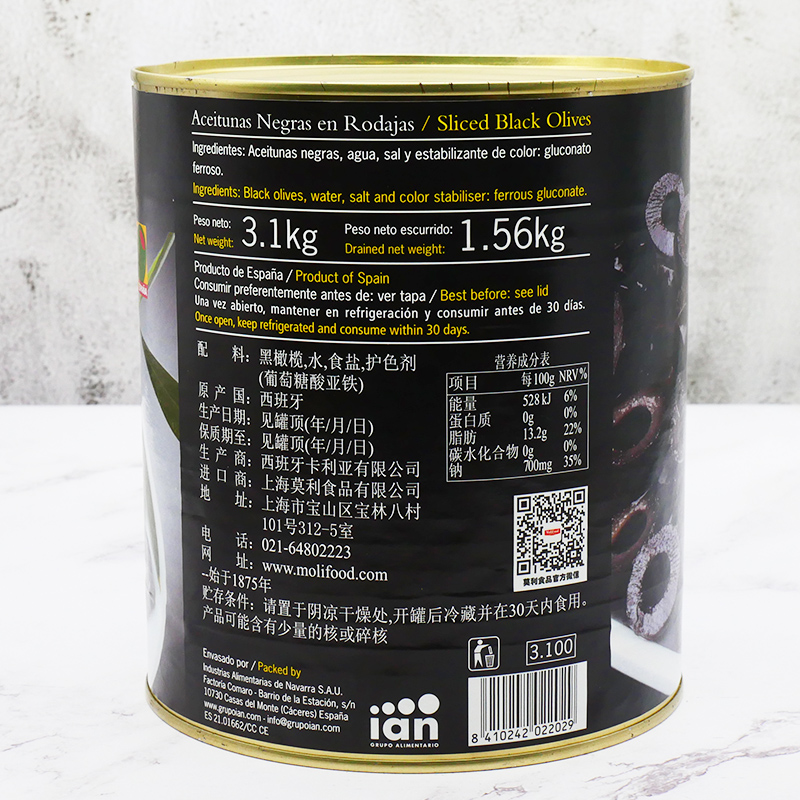 Aceitunas Negras en Rodajas / Sliced Black Olives
Ingredientes: Aceitunas negras, agua, sal y estabilizante de color: gluconato
ferroso.
Ingredients: Black olives, water, salt and color stabiliser: ferrous gluconate.
Peso neto:
Net weight:
3.1kg
Peso neto escurrido:
Drained net weight:
1.56kg
Producto de España / Product of Spain
Consumir preferentemente antes de: ver tapa / Best before: see lid
Una vez abierto, mantener en refrigeración y consumir antes de 30 días.
Once open, keep refrigerated and consume within 30 days.
配 料: 黑橄榄,水,食盐,护色剂
(葡萄糖酸亚铁)
原 产 国: 西班牙
生产日期: 见罐顶(年/月/日)
保质期至: 见罐顶(年/月/日)
生 产 商: 西班牙卡利亚有限公司
进 口 商: 上海莫利食品有限公司
地 址: 上海市宝山区宝林八村
101号312-5室
电 话: 021-64802223
网 址: www.molifood.com
--始于1875年
贮存条件: 请置于阴凉干燥处,开罐后冷藏并在30天内食用。
产品可能含有少量的核或碎核
营养成分表
项目 每100g NRV%
能量 528kJ 6%
蛋白质 0g 0%
脂肪 13.2g 22%
碳水化合物 0g 0%
钠 700mg 35%
莫利食品官方微信
Envasado por / Packed by
Industrias Alimentarias de Navarra S.A.U.
Factoría Comaro - Barrio de la Estación, s/n
10730 Casas del Monte (Cáceres) España
www.grupoian.com - info@grupoian.com
ES 21.01662/CC CE
ian
GRUPO ALIMENTARIO
3.100
8 410242 022029